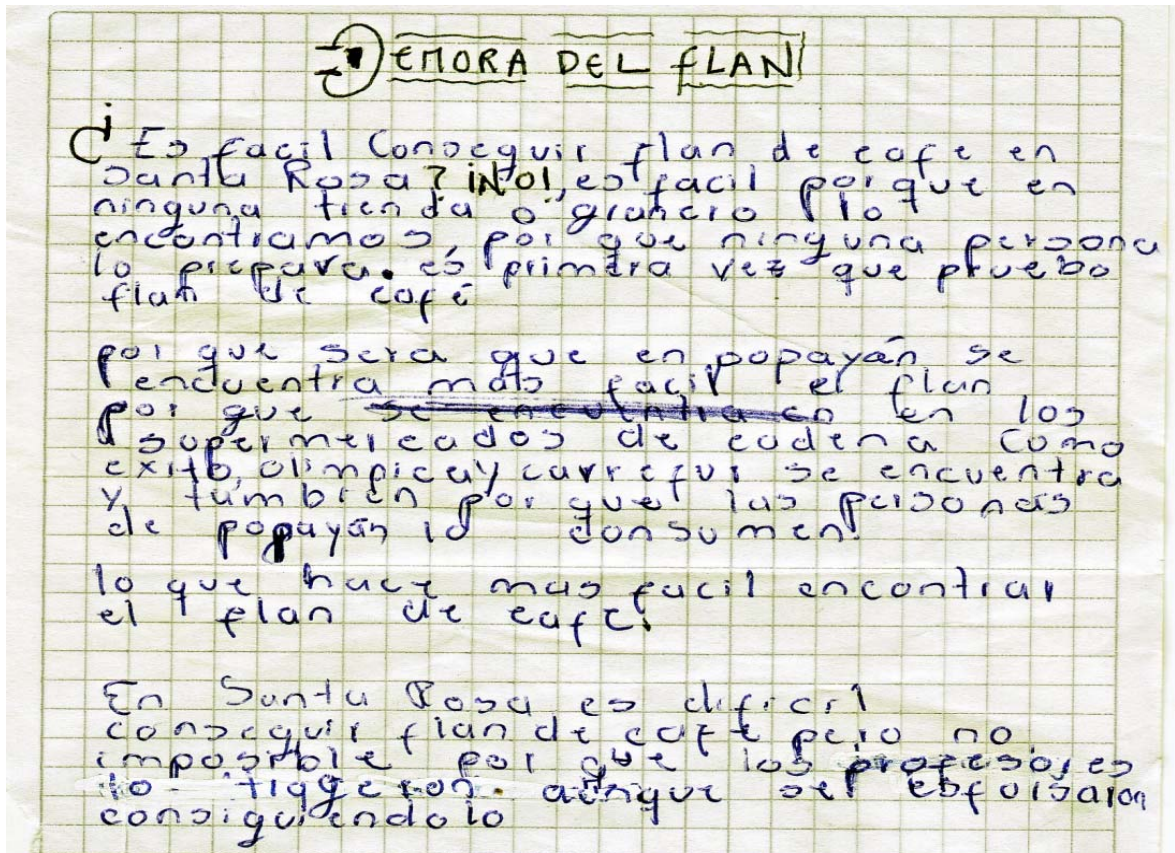 DEMORA DEL FLAN
¿Es facil Conseguir flan de cafe en
Santa Rosa? ¡NO!, es facil porque en
ninguna tienda o granero lo
encontramos, por que ninguna persona
lo prepara. es primera vez que pruebo
flan de café
por que sera que en popayán se
encuentra mas facil el flan
por que en los
supermercados de cadena como
exito, olimpica y carrefur se encuentra
y tambien por que las personas
de popayán lo consumen.
lo que hace mas facil encontrar
el flan de cafe.
En Santa Rosa es dificil
conseguir flan de cafe pero no
imposible por que los profesores
lo trageron. aunque se esforsaron
consiguiendolo